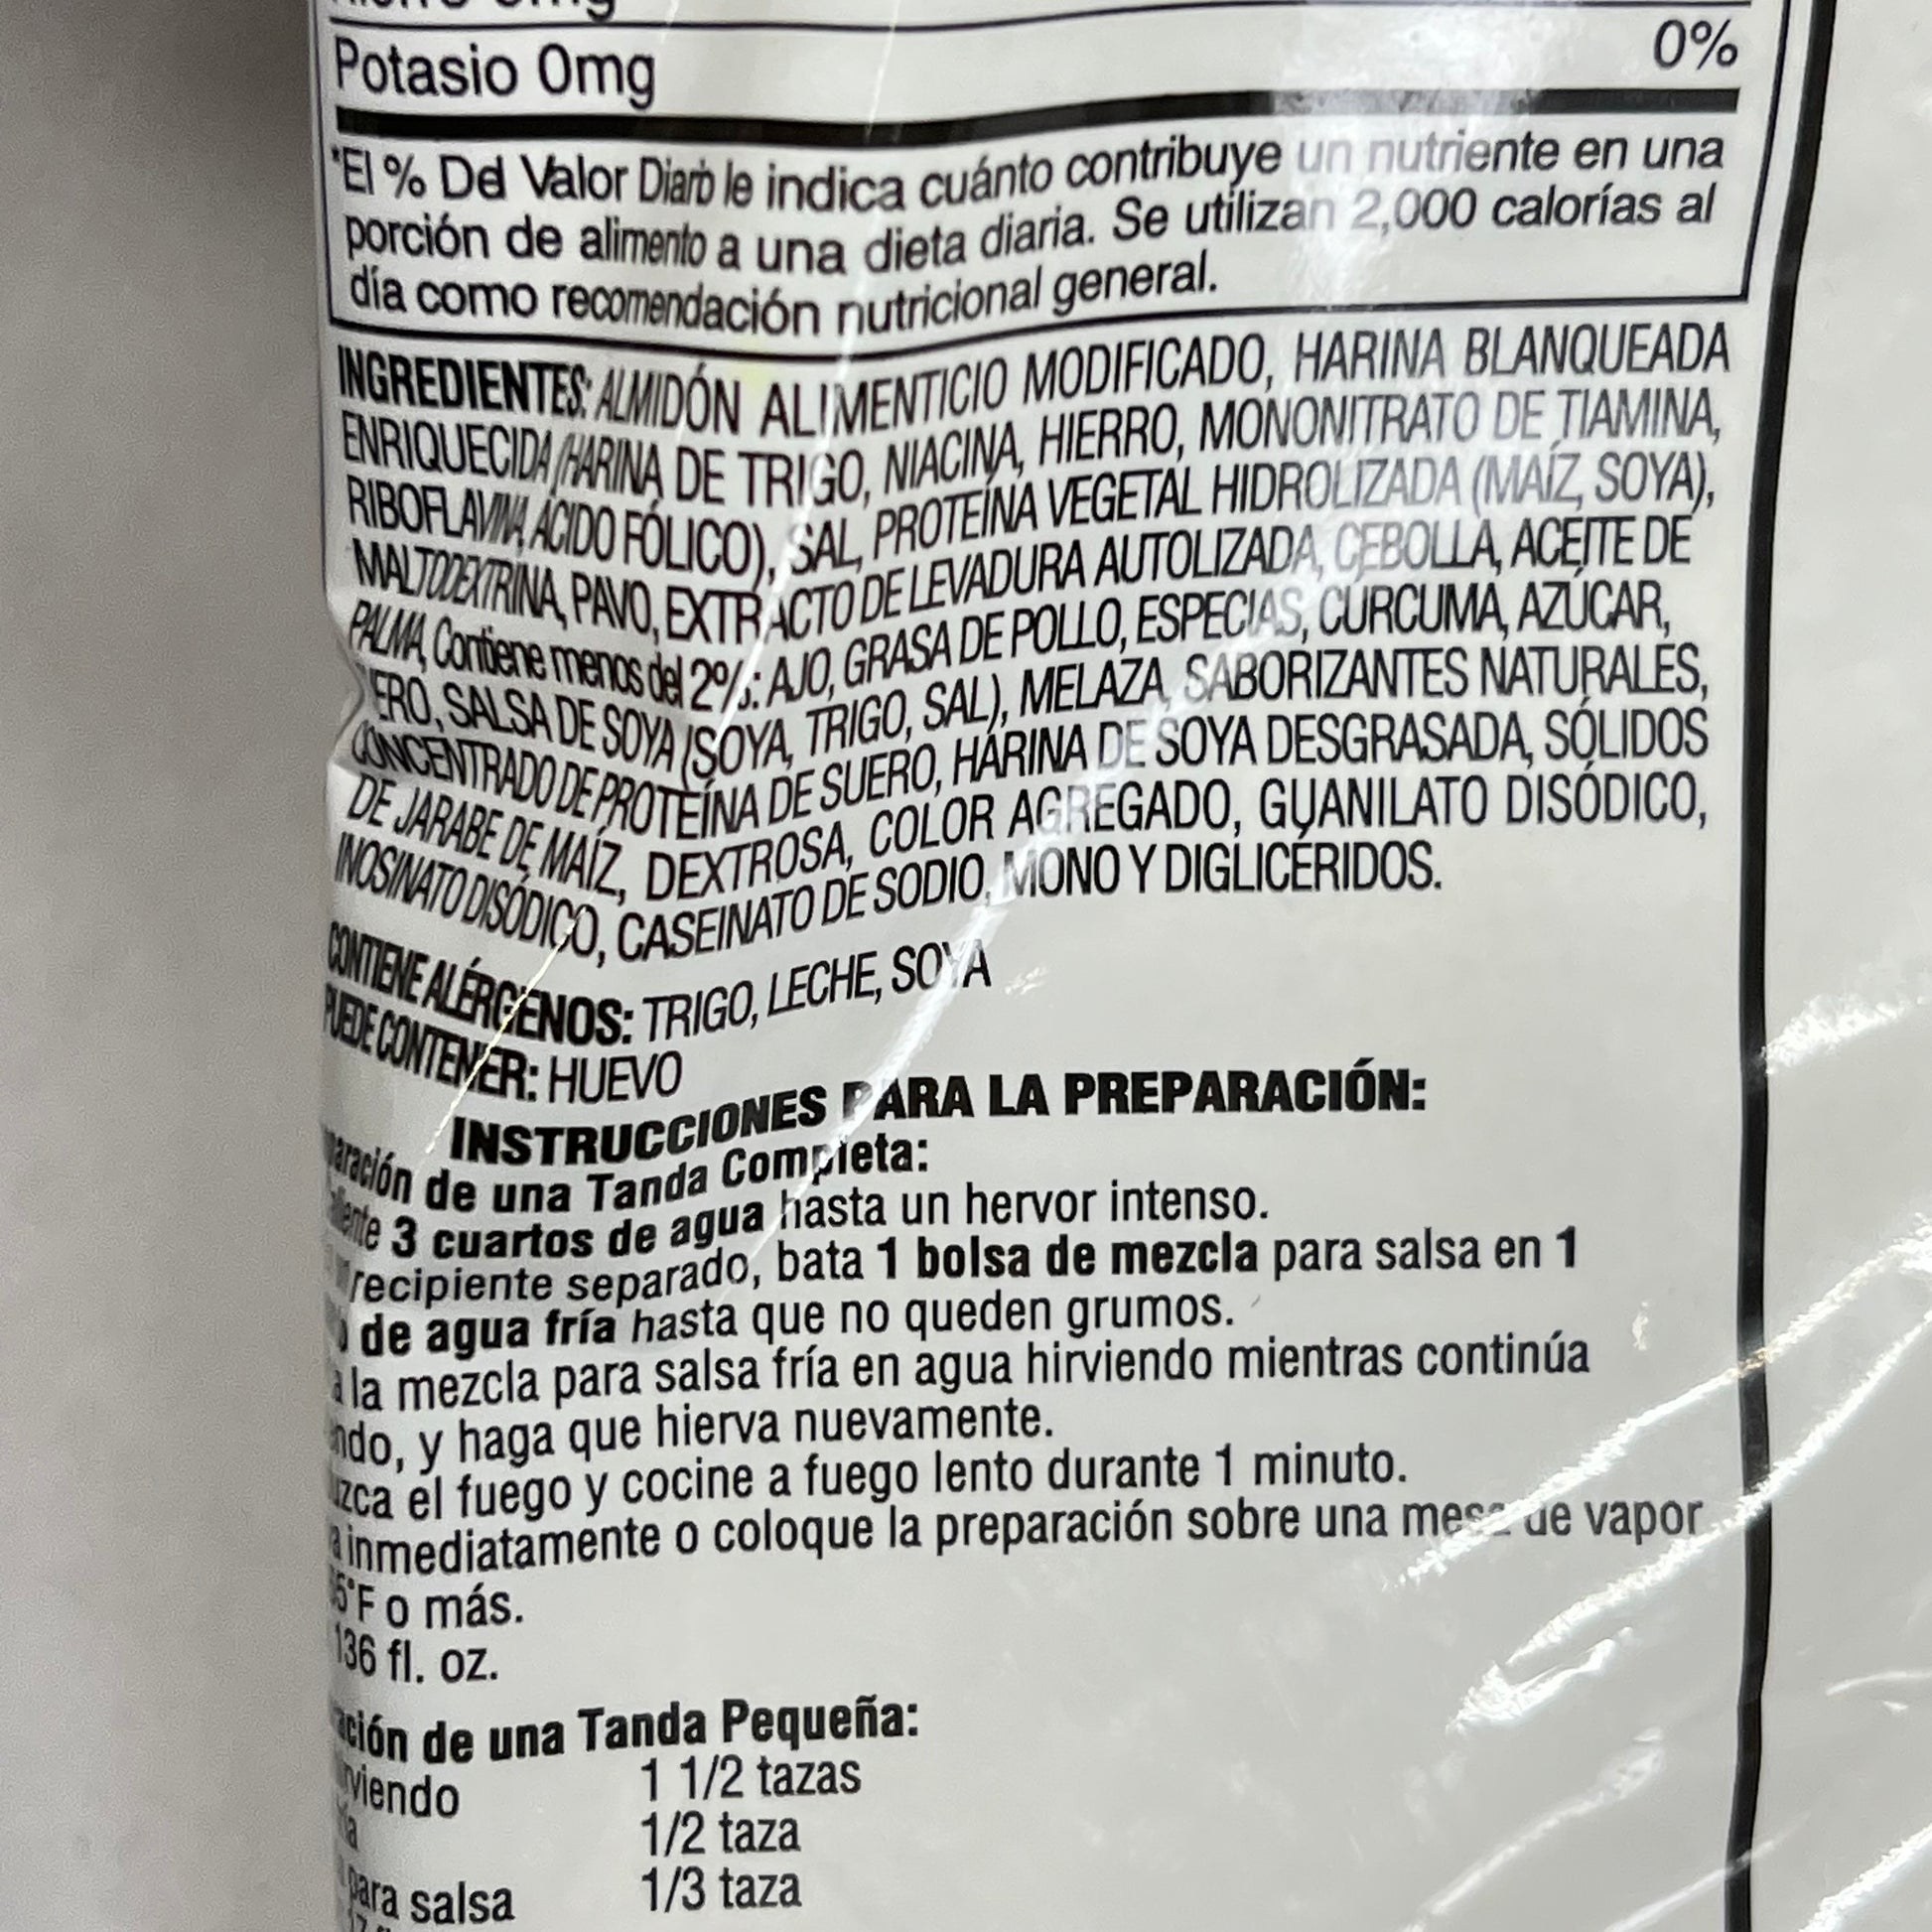 Potasio 0mg 0%
*El % Del Valor Diario le indica cuánto contribuye un nutriente en una
porción de alimento a una dieta diaria. Se utilizan 2,000 calorías al
día como recomendación nutricional general.
INGREDIENTES: ALMIDÓN ALIMENTICIO MODIFICADO, HARINA BLANQUEADA
ENRIQUECIDA (HARINA DE TRIGO, NIACINA, HIERRO, MONONITRATO DE TIAMINA,
RIBOFLAVINA, ÁCIDO FÓLICO), SAL, PROTEÍNA VEGETAL HIDROLIZADA (MAÍZ, SOYA),
MALTODEXTRINA, PAVO, EXTRACTO DE LEVADURA AUTOLIZADA, CEBOLLA, ACEITE DE
PALMA, Contiene menos del 2%: AJO, GRASA DE POLLO, ESPECIAS, CÚRCUMA, AZÚCAR,
SALSA DE SOYA (SOYA, TRIGO, SAL), MELAZA, SABORIZANTES NATURALES,
CONCENTRADO DE PROTEÍNA DE SUERO, HARINA DE SOYA DESGRASADA, SÓLIDOS
DE JARABE DE MAÍZ, DEXTROSA, COLOR AGREGADO, GUANILATO DISÓDICO,
INOSINATO DISÓDICO, CASEINATO DE SODIO, MONO Y DIGLICÉRIDOS.
CONTIENE ALÉRGENOS: TRIGO, LECHE, SOYA
PUEDE CONTENER: HUEVO
INSTRUCCIONES PARA LA PREPARACIÓN:
de una Tanda Completa:
3 cuartos de agua hasta un hervor intenso.
recipiente separado, bata 1 bolsa de mezcla para salsa en 1
de agua fría hasta que no queden grumos.
la mezcla para salsa fría en agua hirviendo mientras continúa
y haga que hierva nuevamente.
el fuego y cocine a fuego lento durante 1 minuto.
inmediatamente o coloque la preparación sobre una mesa de vapor
°F o más.
136 fl. oz.
de una Tanda Pequeña:
1 1/2 tazas
1/2 taza
para salsa 1/3 taza